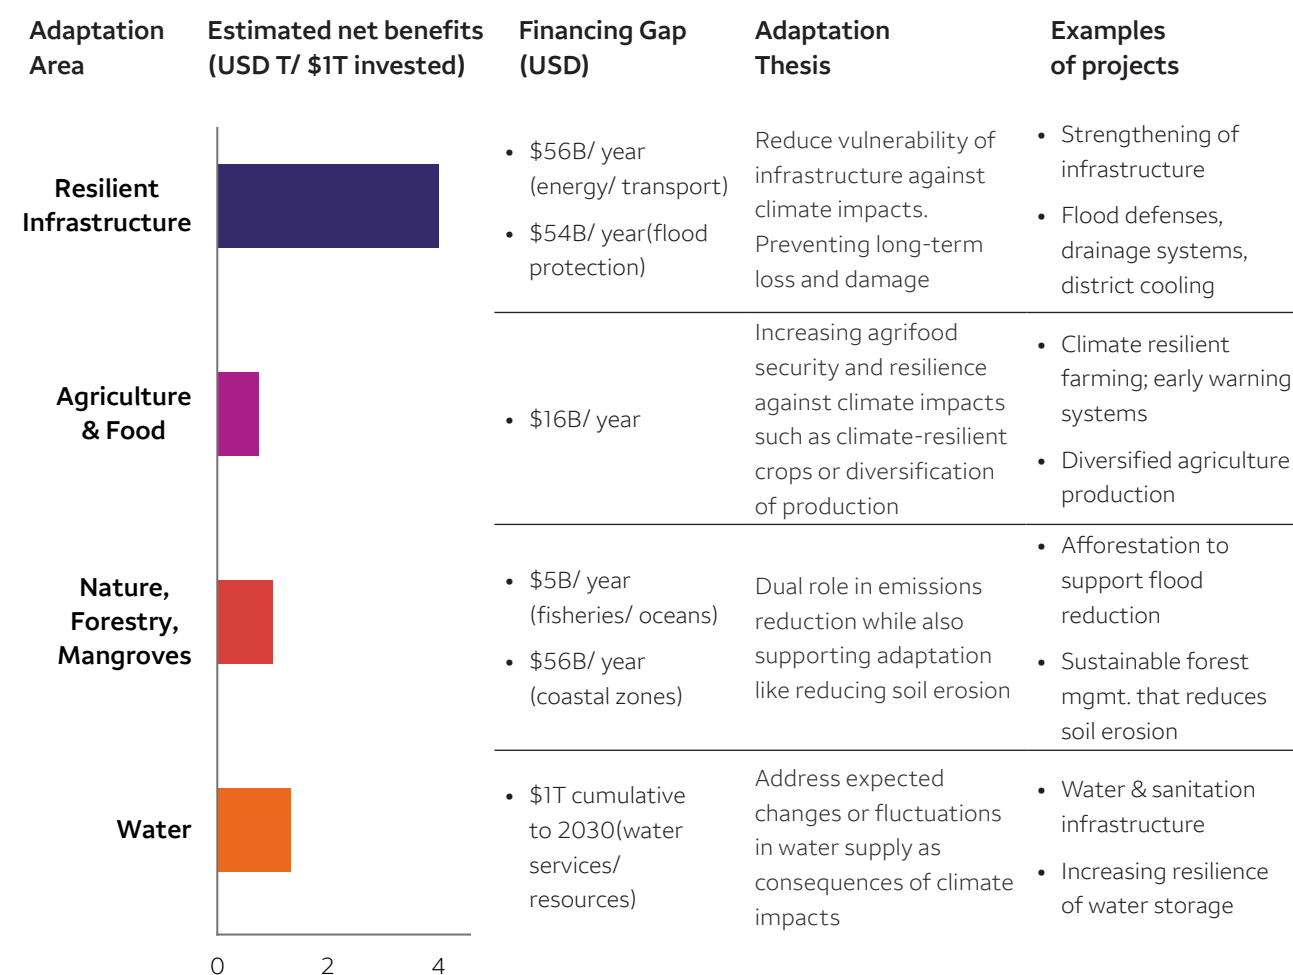 Adaptation
Area
Estimated net benefits
(USD T/ $1T invested)
Financing Gap
(USD)
Adaptation
Thesis
Examples
of projects
Resilient
Infrastructure
• $56B/ year
(energy/ transport)
• $54B/ year(flood
protection)
Reduce vulnerability of
infrastructure against
climate impacts.
Preventing long-term
loss and damage
• Strengthening of
infrastructure
• Flood defenses,
drainage systems,
district cooling
Agriculture
& Food
• $16B/ year
Increasing agrifood
security and resilience
against climate impacts
such as climate-resilient
crops or diversification
of production
• Climate resilient
farming; early warning
systems
• Diversified agriculture
production
Nature,
Forestry,
Mangroves
• $5B/ year
(fisheries/ oceans)
• $56B/ year
(coastal zones)
Dual role in emissions
reduction while also
supporting adaptation
like reducing soil erosion
• Afforestation to
support flood
reduction
• Sustainable forest
mgmt. that reduces
soil erosion
Water
• $1T cumulative
to 2030(water
services/
resources)
Address expected
changes or fluctuations
in water supply as
consequences of climate
impacts
• Water & sanitation
infrastructure
• Increasing resilience
of water storage
0 2 4